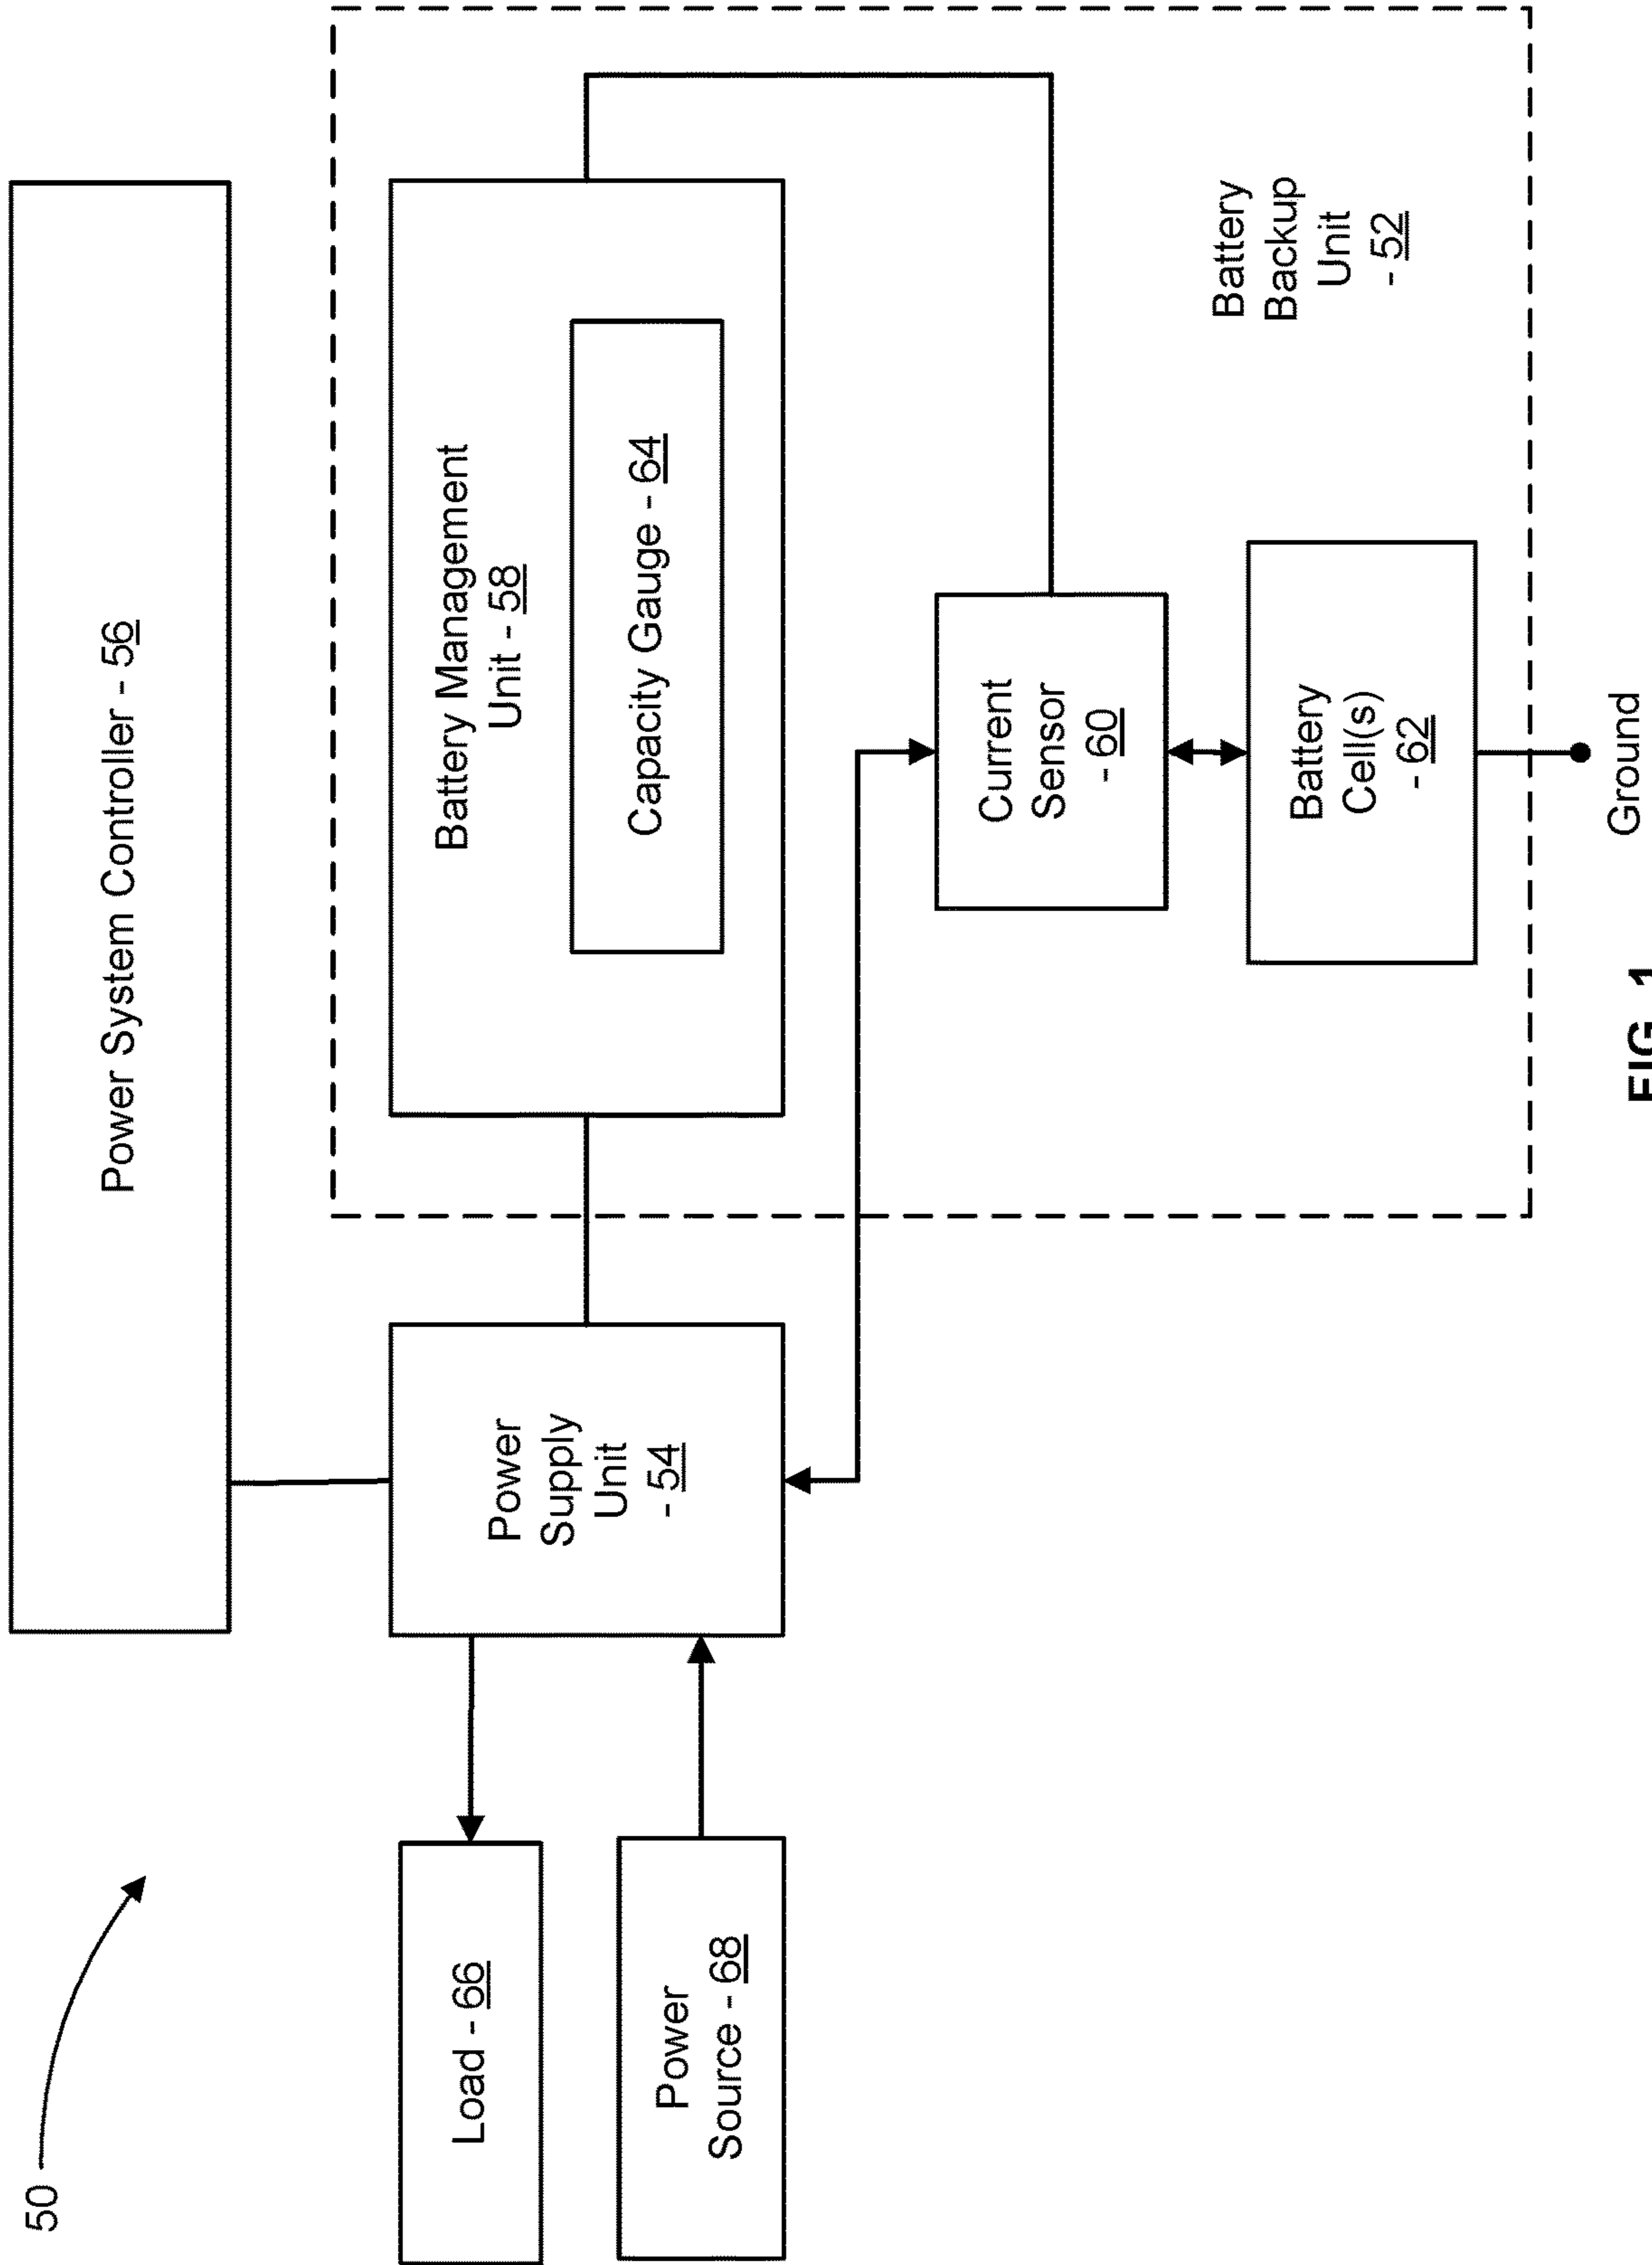 50
Power System Controller - 56
Load - 66
Power
Source - 68
Power
Supply
Unit
- 54
Battery Management
Unit - 58
Capacity Gauge - 64
Current
Sensor
- 60
Battery
Cell(s)
- 62
Battery
Backup
Unit
- 52
Ground
FIG. 1